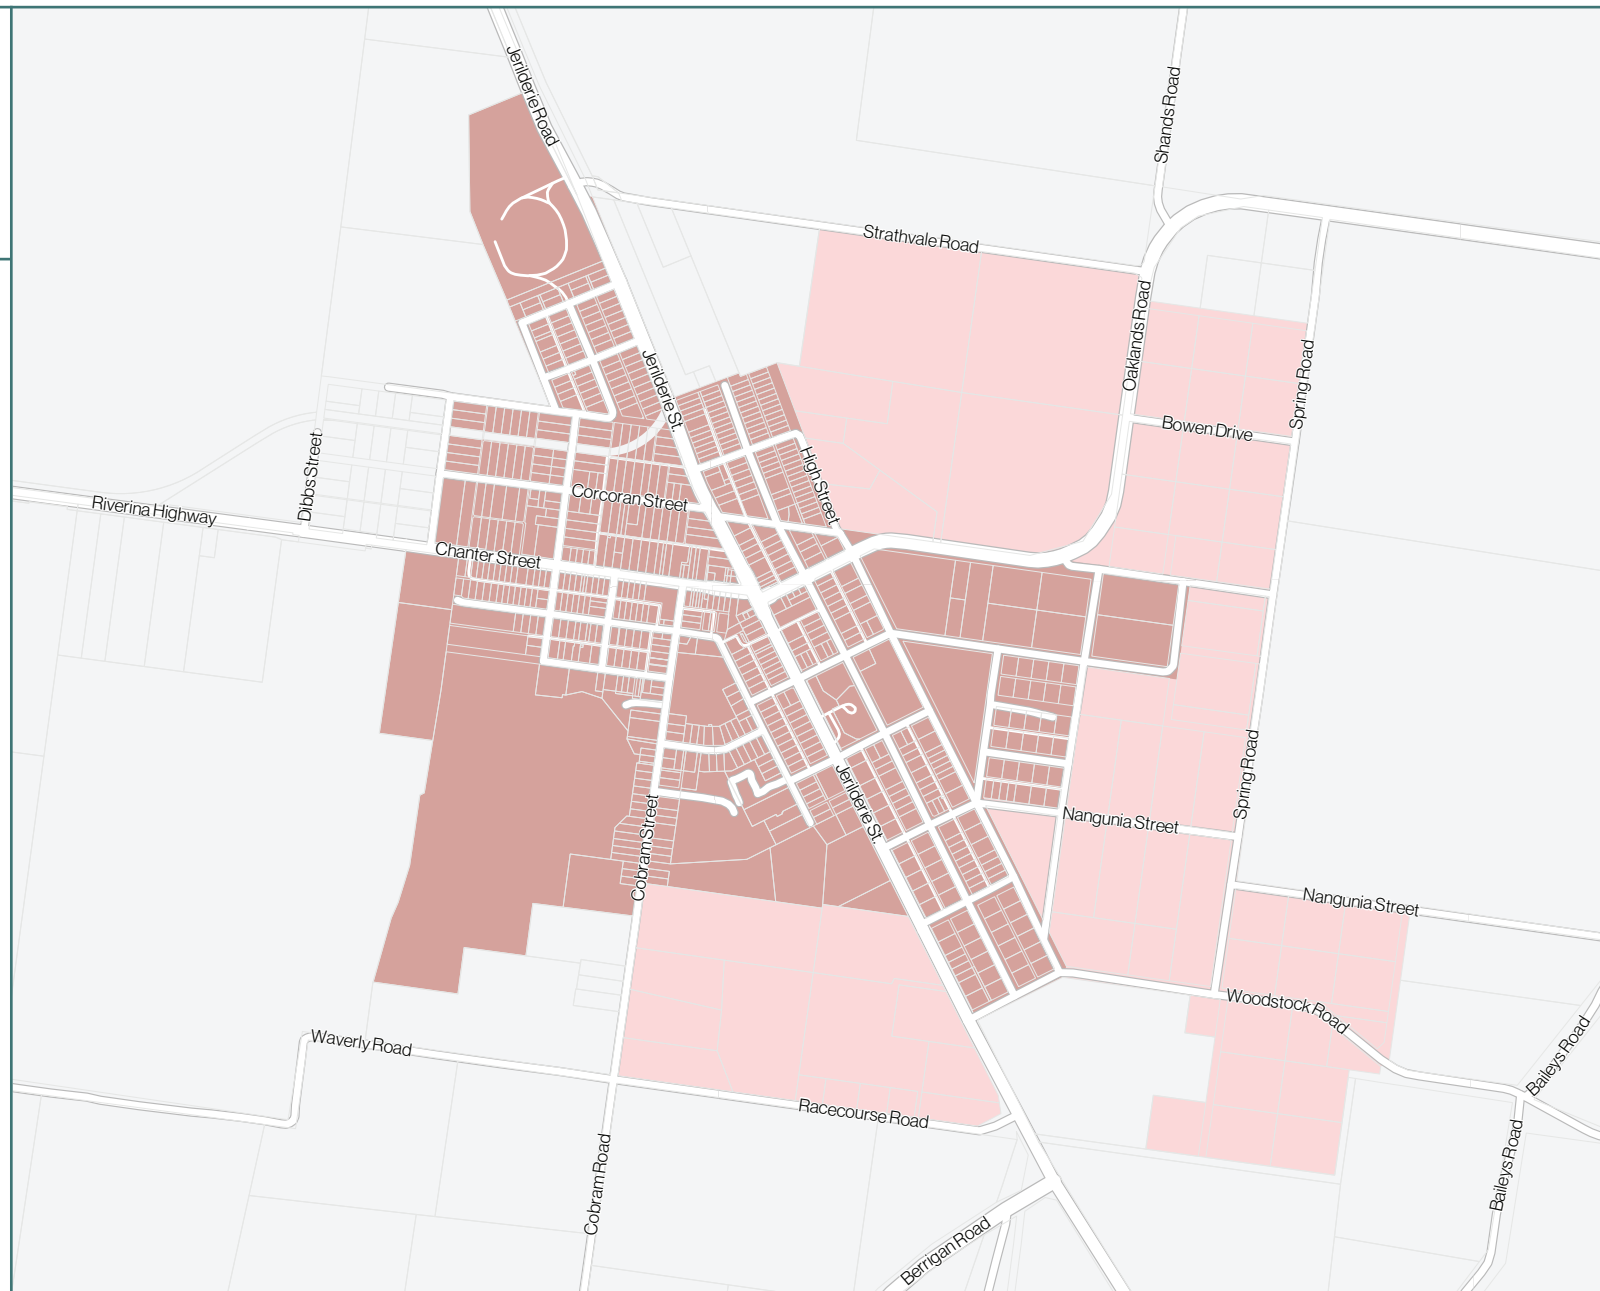 Jerilderie Road
Shands Road
Strathvale Road
Oaklands Road
Jerilderie St.
Spring Road
Bowen Drive
Dibbs Street
High Street
Corcoran Street
Riverina Highway
Chanter Street
Spring Road
Jerilderie St.
Nangunia Street
Cobram Street
Nangunia Street
Woodstock Road
Waverly Road
Baileys Road
Racecourse Road
Cobram Road
Baileys Road
Berrigan Road